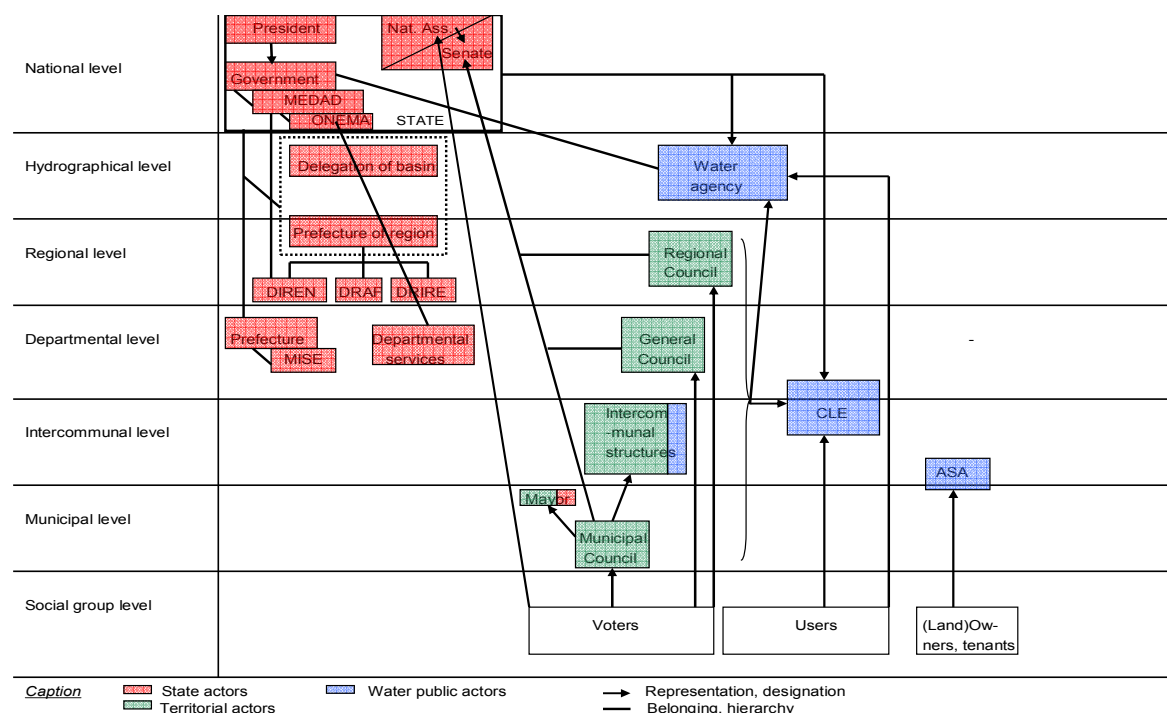 National level
President
Nat. Ass.
Senate
Government
MEDAD
ONEMA
STATE
Hydrographical level
Delegation of basin
Water
agency
Regional level
Prefecture of region
Regional
Council
DIREN
DRAF
DRIRE
Departmental level
Prefecture
MISE
Departmental
services
General
Council
-
Intercommunal level
Intercom
-munal
structures
CLE
ASA
Municipal level
Mayor
Municipal
Council
Social group level
Voters
Users
(Land)Ow-
ners, tenants
Caption
State actors
Water public actors
Representation, designation
Territorial actors
Belonging, hierarchy